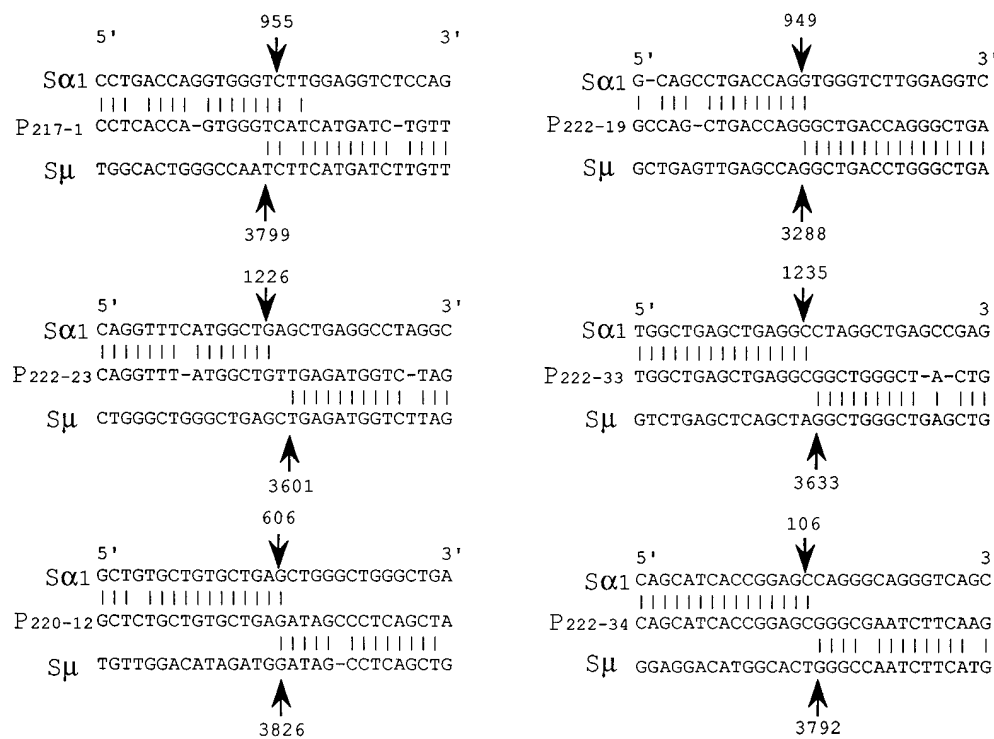 955
5' 3'
Sα1 CCTGACCAGGTGGGTCTTGGAGGTCTCCAG
P217-1 CCTCACCA-GTGGGTCATCATGATC-TGTT
Sμ TGGCACTGGGCCAATCTTCATGATCTTGTT
3799
949
5' 3'
Sα1 G-CAGCCTGACCAGGTGGGTCTTGGAGGTC
P222-19 GCCAG-CTGACCAGGGCTGACCAGGGCTGA
Sμ GCTGAGTTGAGCCAGGCTGACCTGGGCTGA
3288
1226
5' 3'
Sα1 CAGGTTTCATGGCTGAGCTGAGGCCTAGGC
P222-23 CAGGTTT-ATGGCTGTTGAGATGGTC-TAG
Sμ CTGGGCTGGGCTGAGCTGAGATGGTCTTAG
3601
1235
5' 3
Sα1 TGGCTGAGCTGAGGCCTAGGCTGAGCCGAG
P222-33 TGGCTGAGCTGAGGCGGCTGGGCT-A-CTG
Sμ GTCTGAGCTCAGCTAGGCTGGGCTGAGCTG
3633
606
5' 3'
Sα1 GCTGTGCTGTGCTGAGCTGGGCTGGGCTGA
P220-12 GCTCTGCTGTGCTGAGATAGCCCTCAGCTA
Sμ TGTTGGACATAGATGGATAG-CCTCAGCTG
3826
106
5' 3
Sα1 CAGCATCACCGGAGCCAGGGCAGGGTCAGC
P222-34 CAGCATCACCGGAGCGGGCGAATCTTCAAG
Sμ GGAGGACATGGCACTGGGCCAATCTTCATG
3792